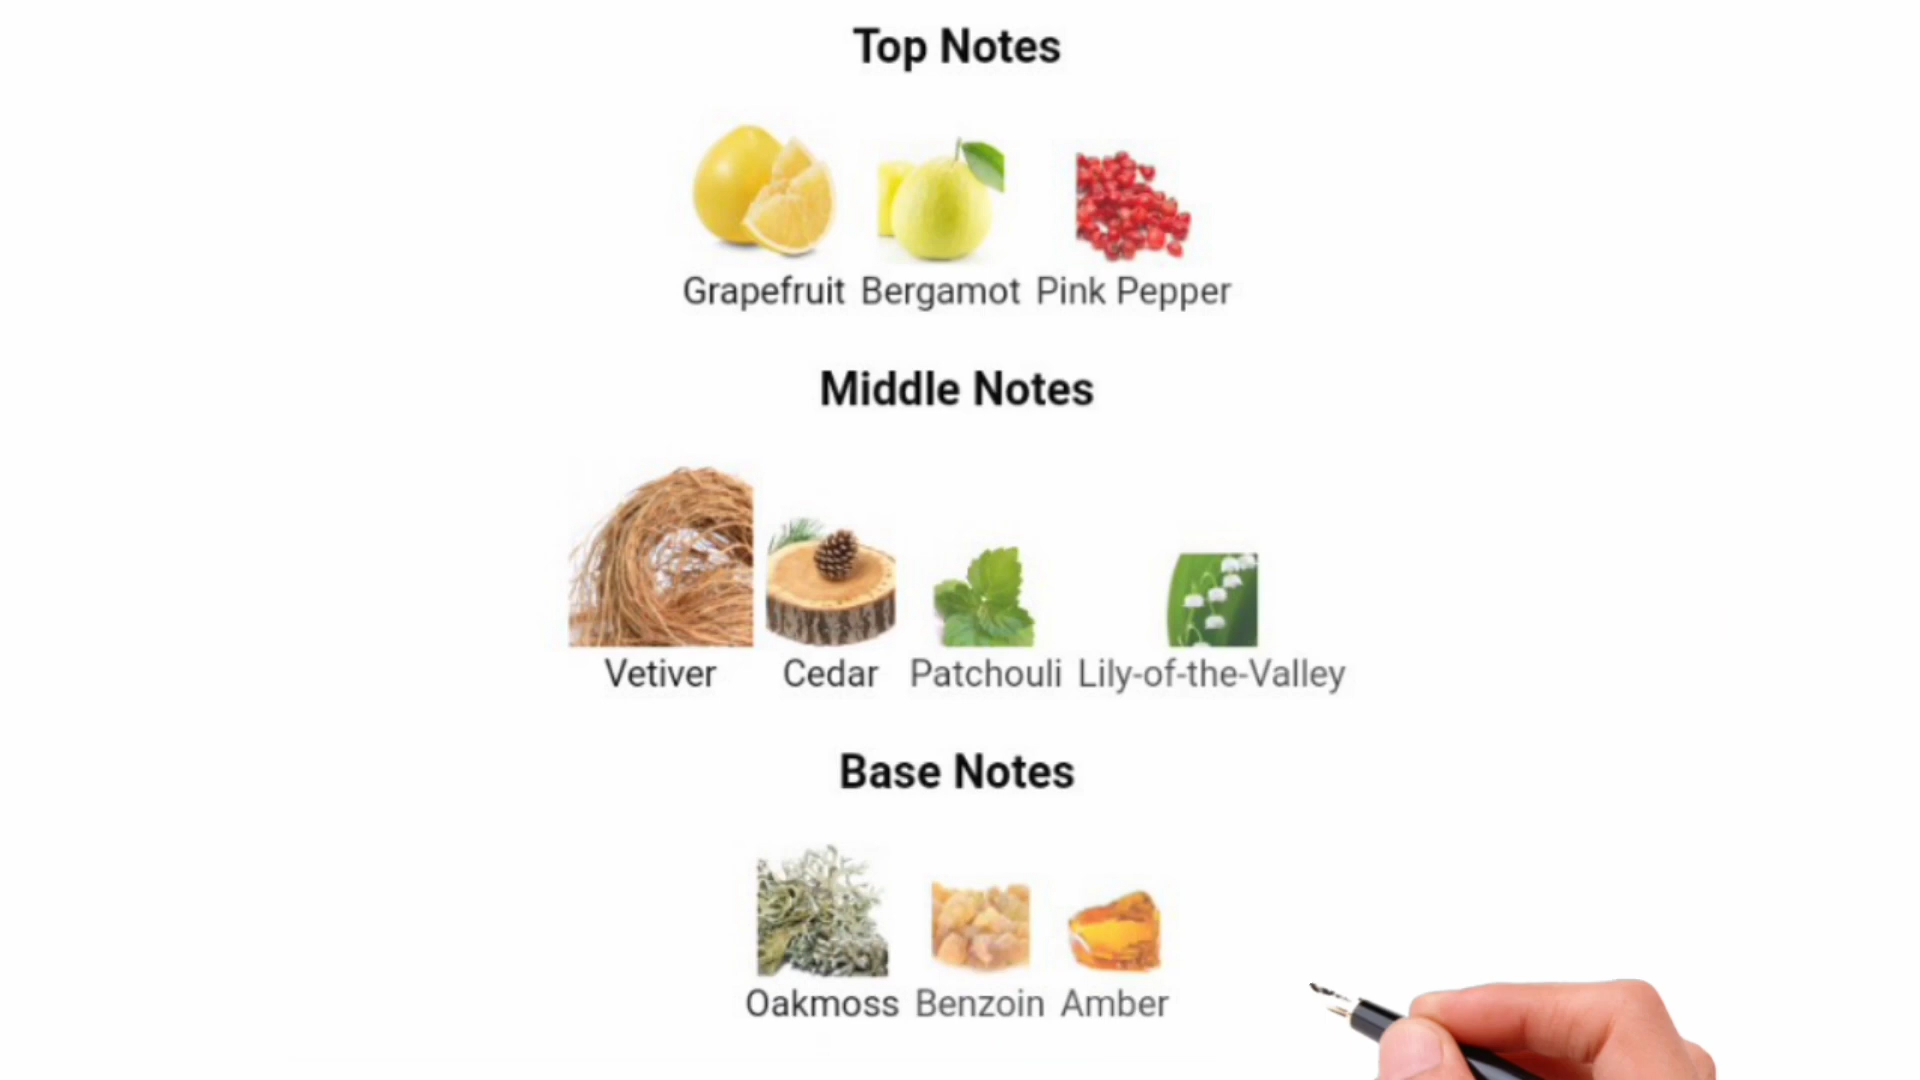 Top Notes
Grapefruit Bergamot Pink Pepper
Middle Notes
Vetiver Cedar Patchouli Lily-of-the-Valley
Base Notes
Oakmoss Benzoin Amber